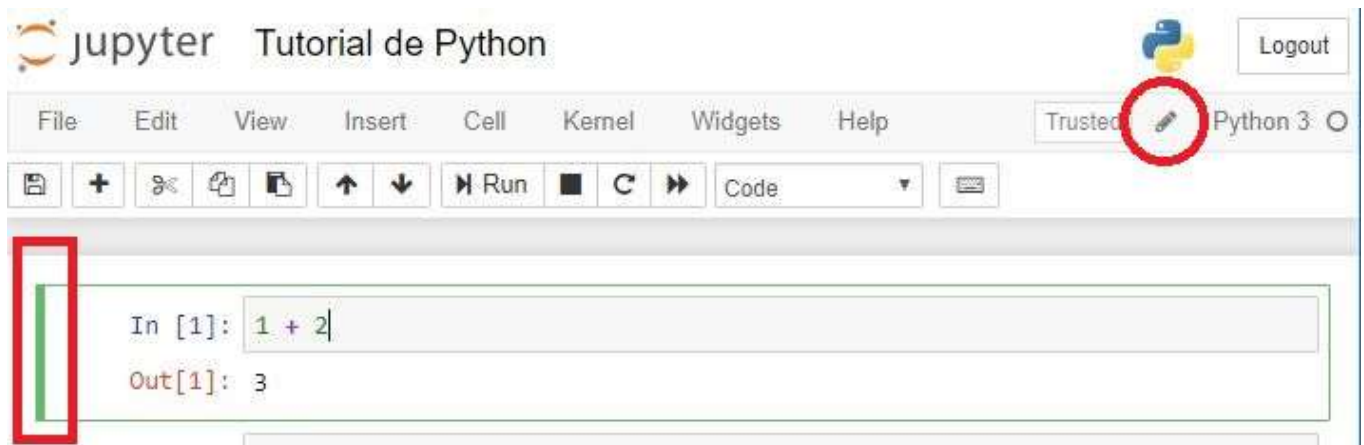 jupyter Tutorial de Python Logout
File Edit View Insert Cell Kernel Widgets Help Trusted Python 3
Run Code
In [1]: 1 + 2
Out[1]: 3